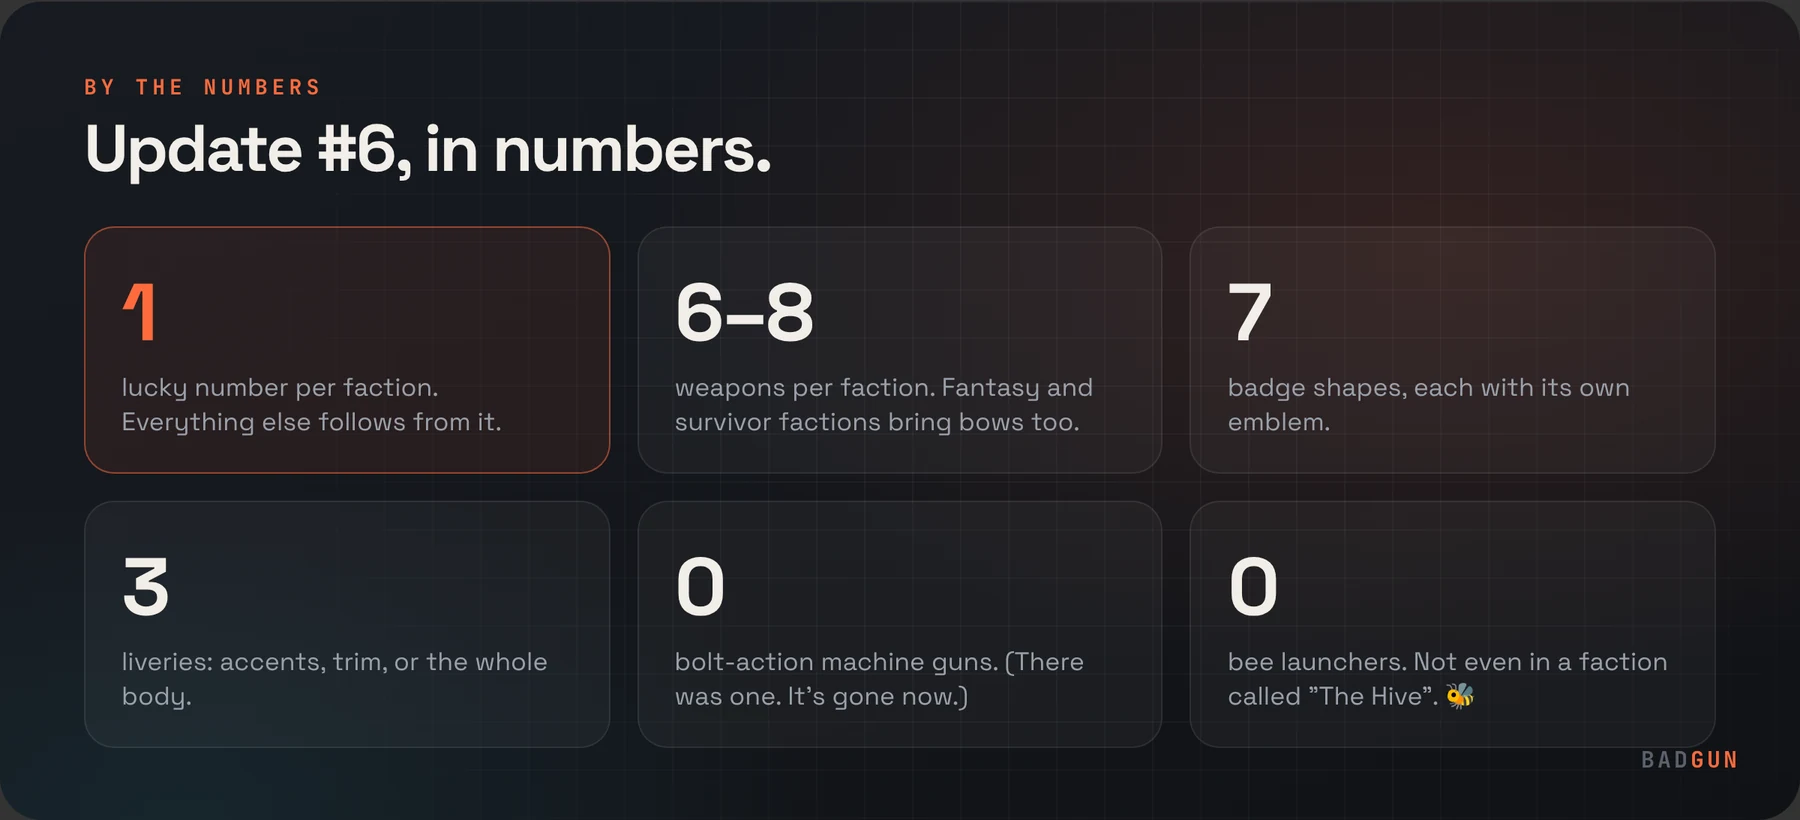 BY THE NUMBERS
Update #6, in numbers.
1
lucky number per faction.
Everything else follows from it.
6–8
weapons per faction. Fantasy and
survivor factions bring bows too.
7
badge shapes, each with its own
emblem.
3
liveries: accents, trim, or the whole
body.
0
bolt-action machine guns. (There
was one. It’s gone now.)
0
bee launchers. Not even in a faction
called ”The Hive”. 🐝
BADGUN